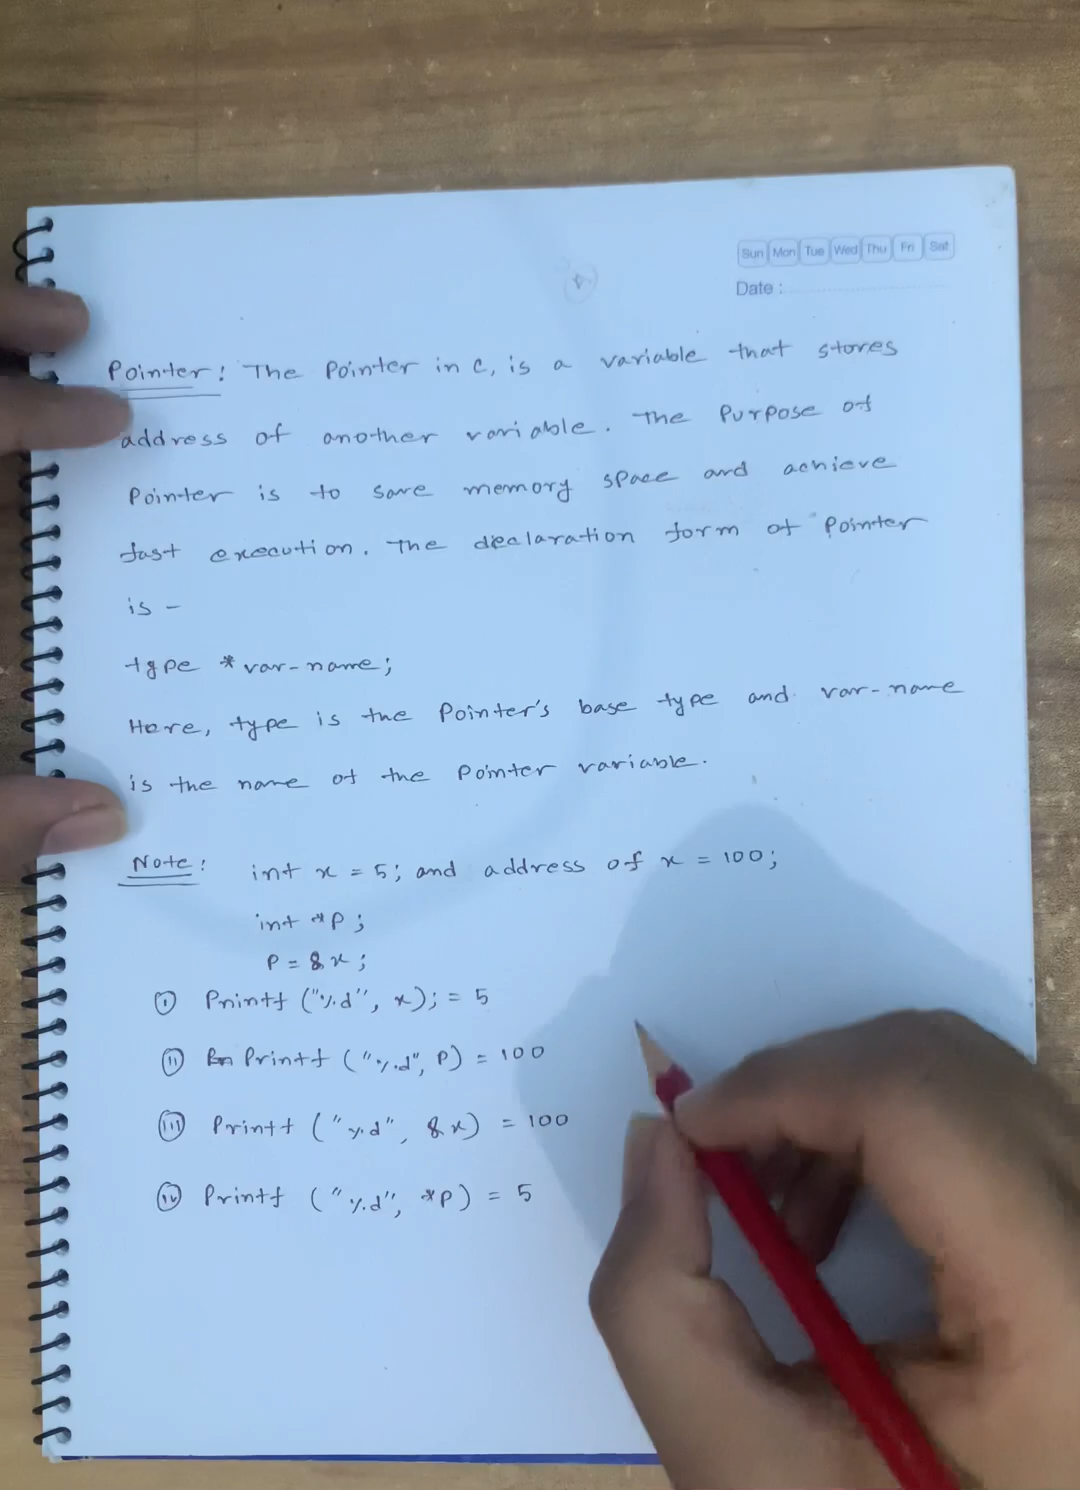 Sun Mon Tue Wed Thu Fri Sat
Date :
Pointer: The Pointer in C, is a variable that stores
address of another variable. The Purpose of
Pointer is to save memory space and achieve
fast execution. The declaration form of Pointer
is -
type *var-name;
Here, type is the Pointer's base type and var-name
is the name of the Pointer variable.
Note: int x = 5; and address of x = 100;
int *P;
P = &x;
(i) Printf ("%d", x); = 5
(ii) Printf ("%d", P) = 100
(iii) Printf ("%d", &x) = 100
(iv) Printf ("%d", *P) = 5